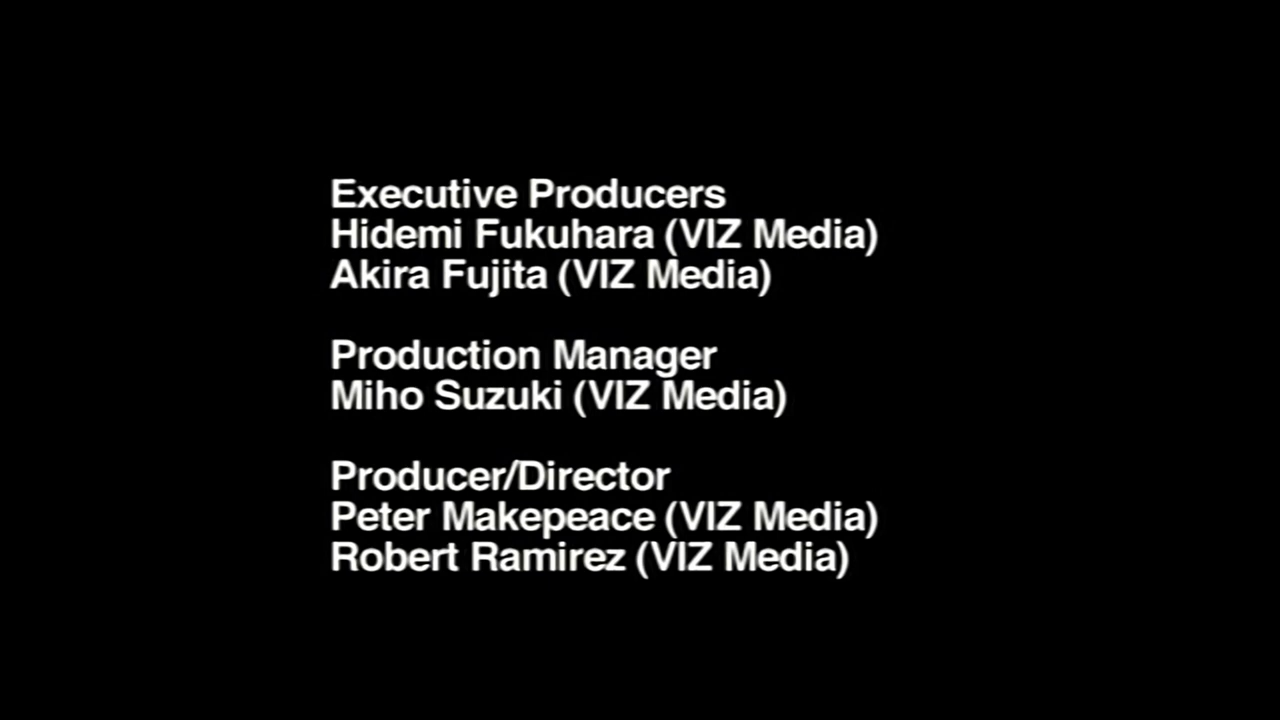 Executive Producers
Hidemi Fukuhara (VIZ Media)
Akira Fujita (VIZ Media)
Production Manager
Miho Suzuki (VIZ Media)
Producer/Director
Peter Makepeace (VIZ Media)
Robert Ramirez (VIZ Media)